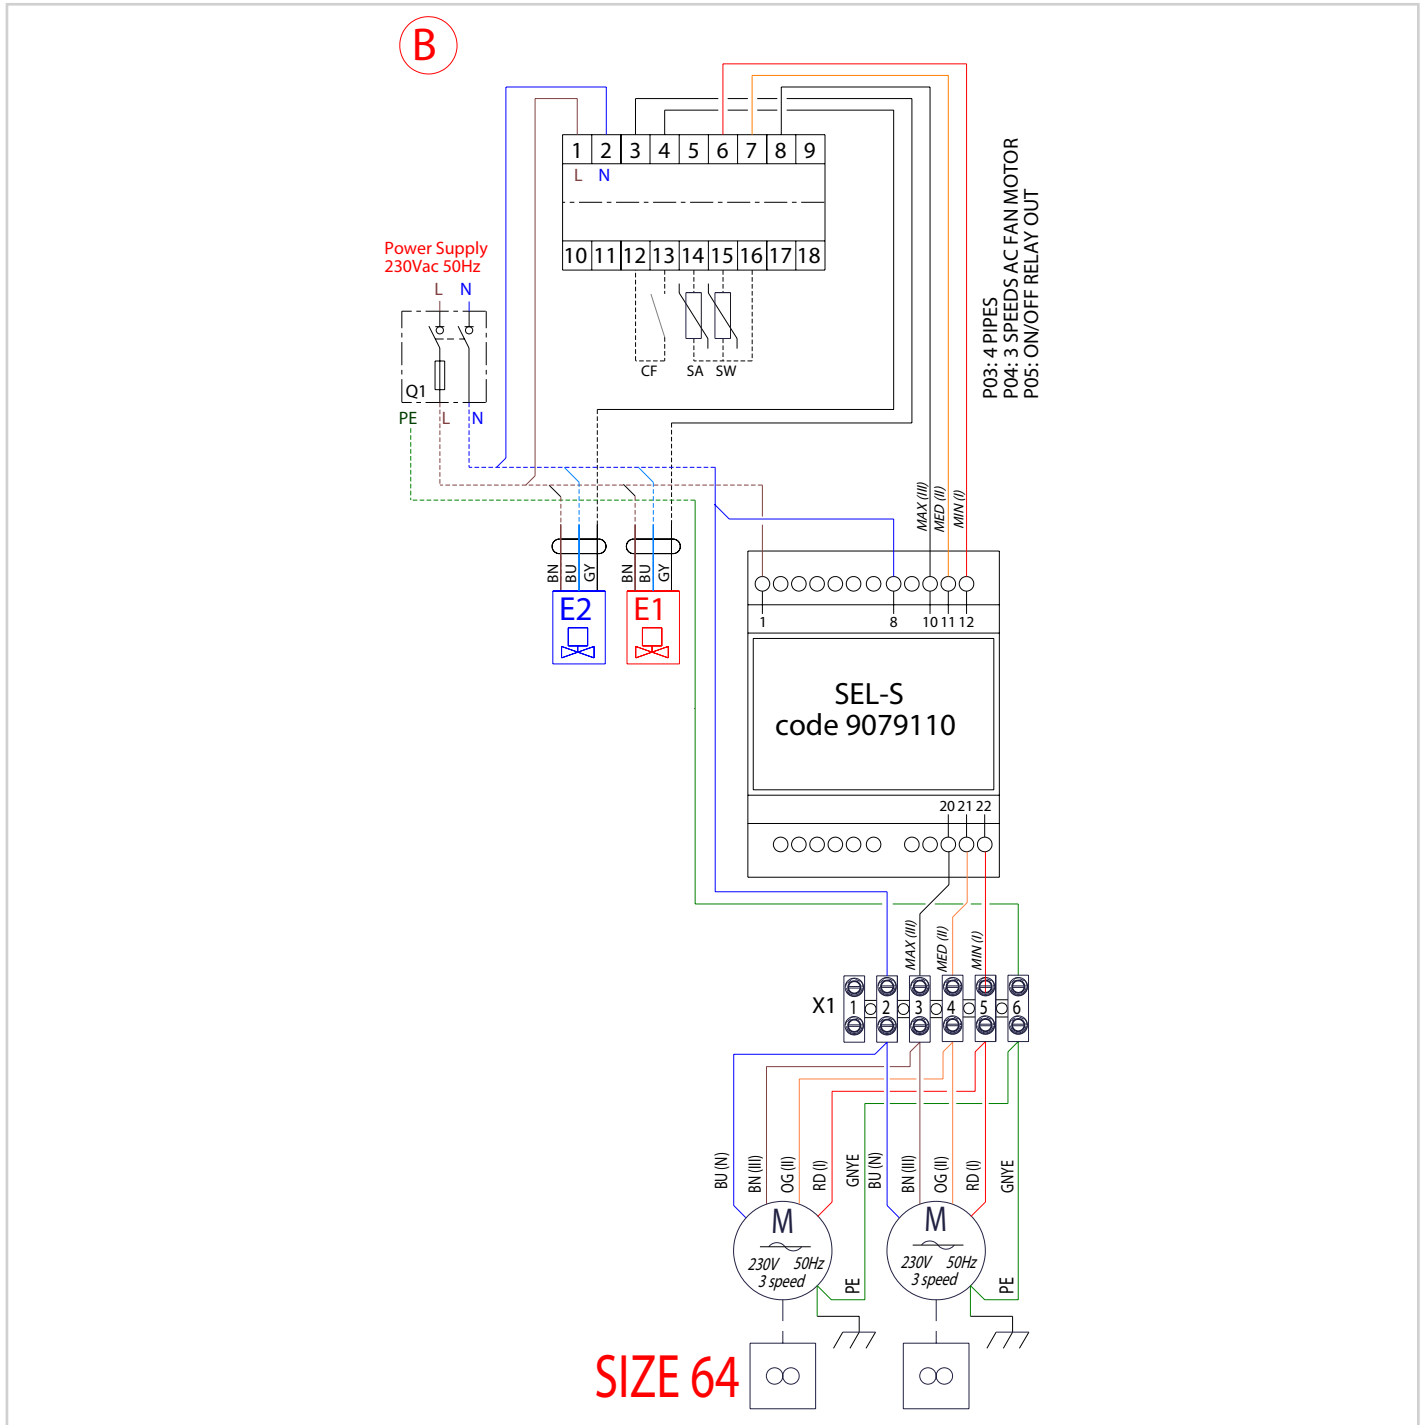 B
1 2 3 4 5 6 7 8 9
L N
10 11 12 13 14 15 16 17 18
Power Supply
230Vac 50Hz
L N
Q1
PE L N
CF SA SW
P03: 4 PIPES
P04: 3 SPEEDS AC FAN MOTOR
P05: ON/OFF RELAY OUT
MAX (III)
MED (II)
MIN (I)
BN BU GY BN BU GY
E2 E1
1 8 10 11 12
SEL-S
code 9079110
20 21 22
MAX (III)
MED (II)
MIN (I)
X1 1 2 3 4 5 6
BU (N) BN (III) OG (II) RD (I) GNYE BU (N) BN (III) OG (II) RD (I) GNYE
M M
230V 50Hz 230V 50Hz
3 speed 3 speed
PE PE
SIZE 64